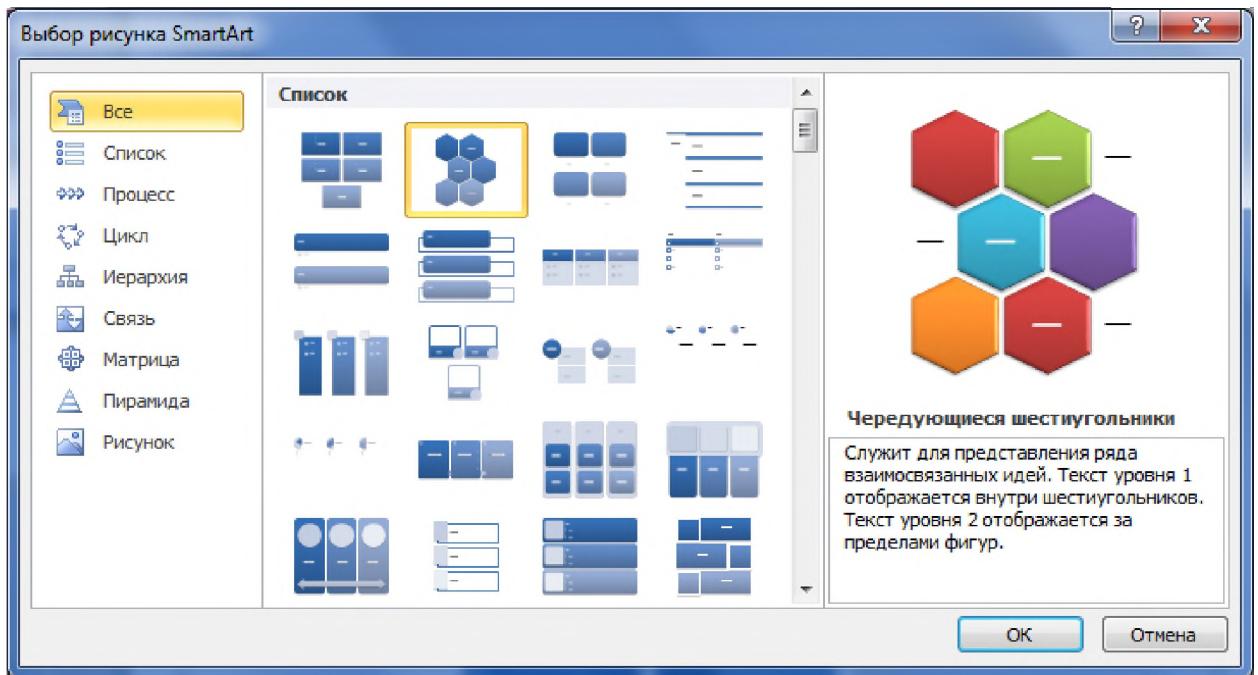 Выбор рисунка SmartArt
Все
Список
Процесс
Цикл
Иерархия
Связь
Матрица
Пирамида
Рисунок
Список
Чередующиеся шестиугольники
Служит для представления ряда
взаимосвязанных идей. Текст уровня 1
отображается внутри шестиугольников.
Текст уровня 2 отображается за
пределами фигур.
ОК
Отмена